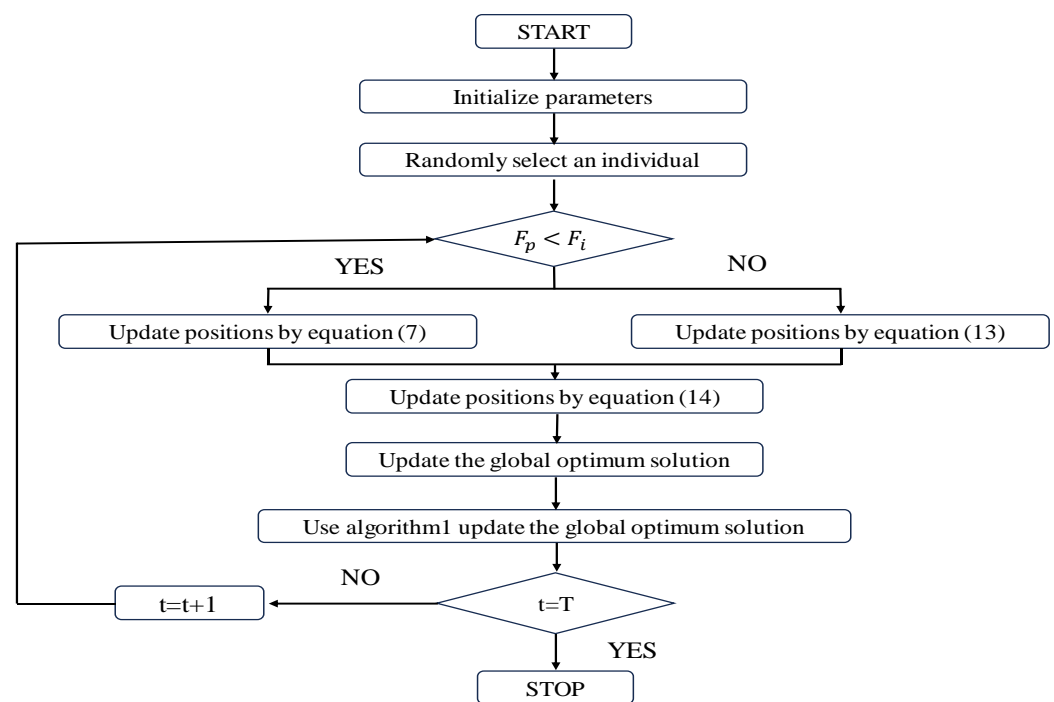 START
Initialize parameters
Randomly select an individual
F_p < F_i
YES
NO
Update positions by equation (7)
Update positions by equation (13)
Update positions by equation (14)
Update the global optimum solution
Use algorithm1 update the global optimum solution
NO
t=t+1
t=T
YES
STOP